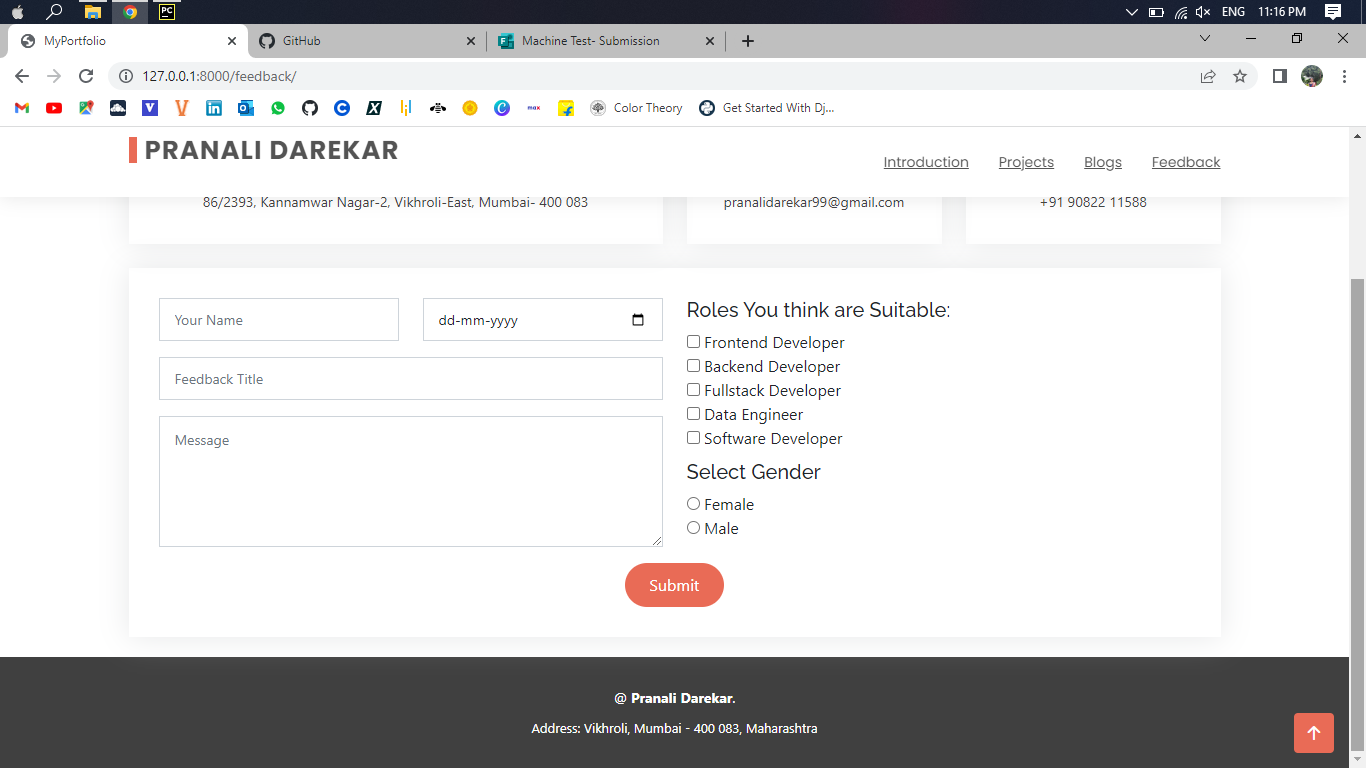 PC
ENG
11:16 PM
MyPortfolio
GitHub
Machine Test- Submission
127.0.0.1:8000/feedback/
max
Color Theory
Get Started With Dj...
PRANALI DAREKAR
Introduction
Projects
Blogs
Feedback
86/2393, Kannamwar Nagar-2, Vikhroli-East, Mumbai- 400 083
pranalidarekar99@gmail.com
+91 90822 11588
Your Name
dd-mm-yyyy
Feedback Title
Message
Roles You think are Suitable:
Frontend Developer
Backend Developer
Fullstack Developer
Data Engineer
Software Developer
Select Gender
Female
Male
Submit
@ Pranali Darekar.
Address: Vikhroli, Mumbai - 400 083, Maharashtra